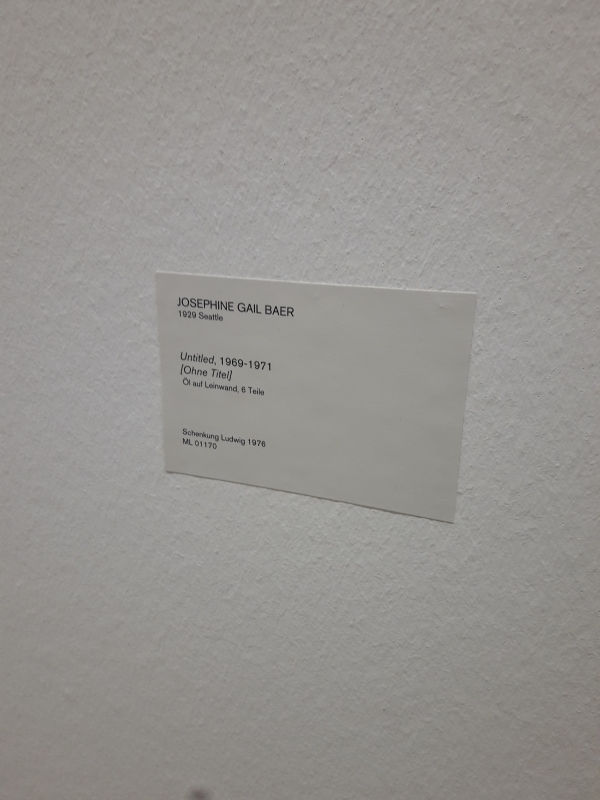 JOSEPHINE GAIL BAER
1929 Seattle
Untitled, 1969-1971
[Ohne Titel]
Öl auf Leinwand, 6 Teile
Schenkung Ludwig 1976
ML 01170